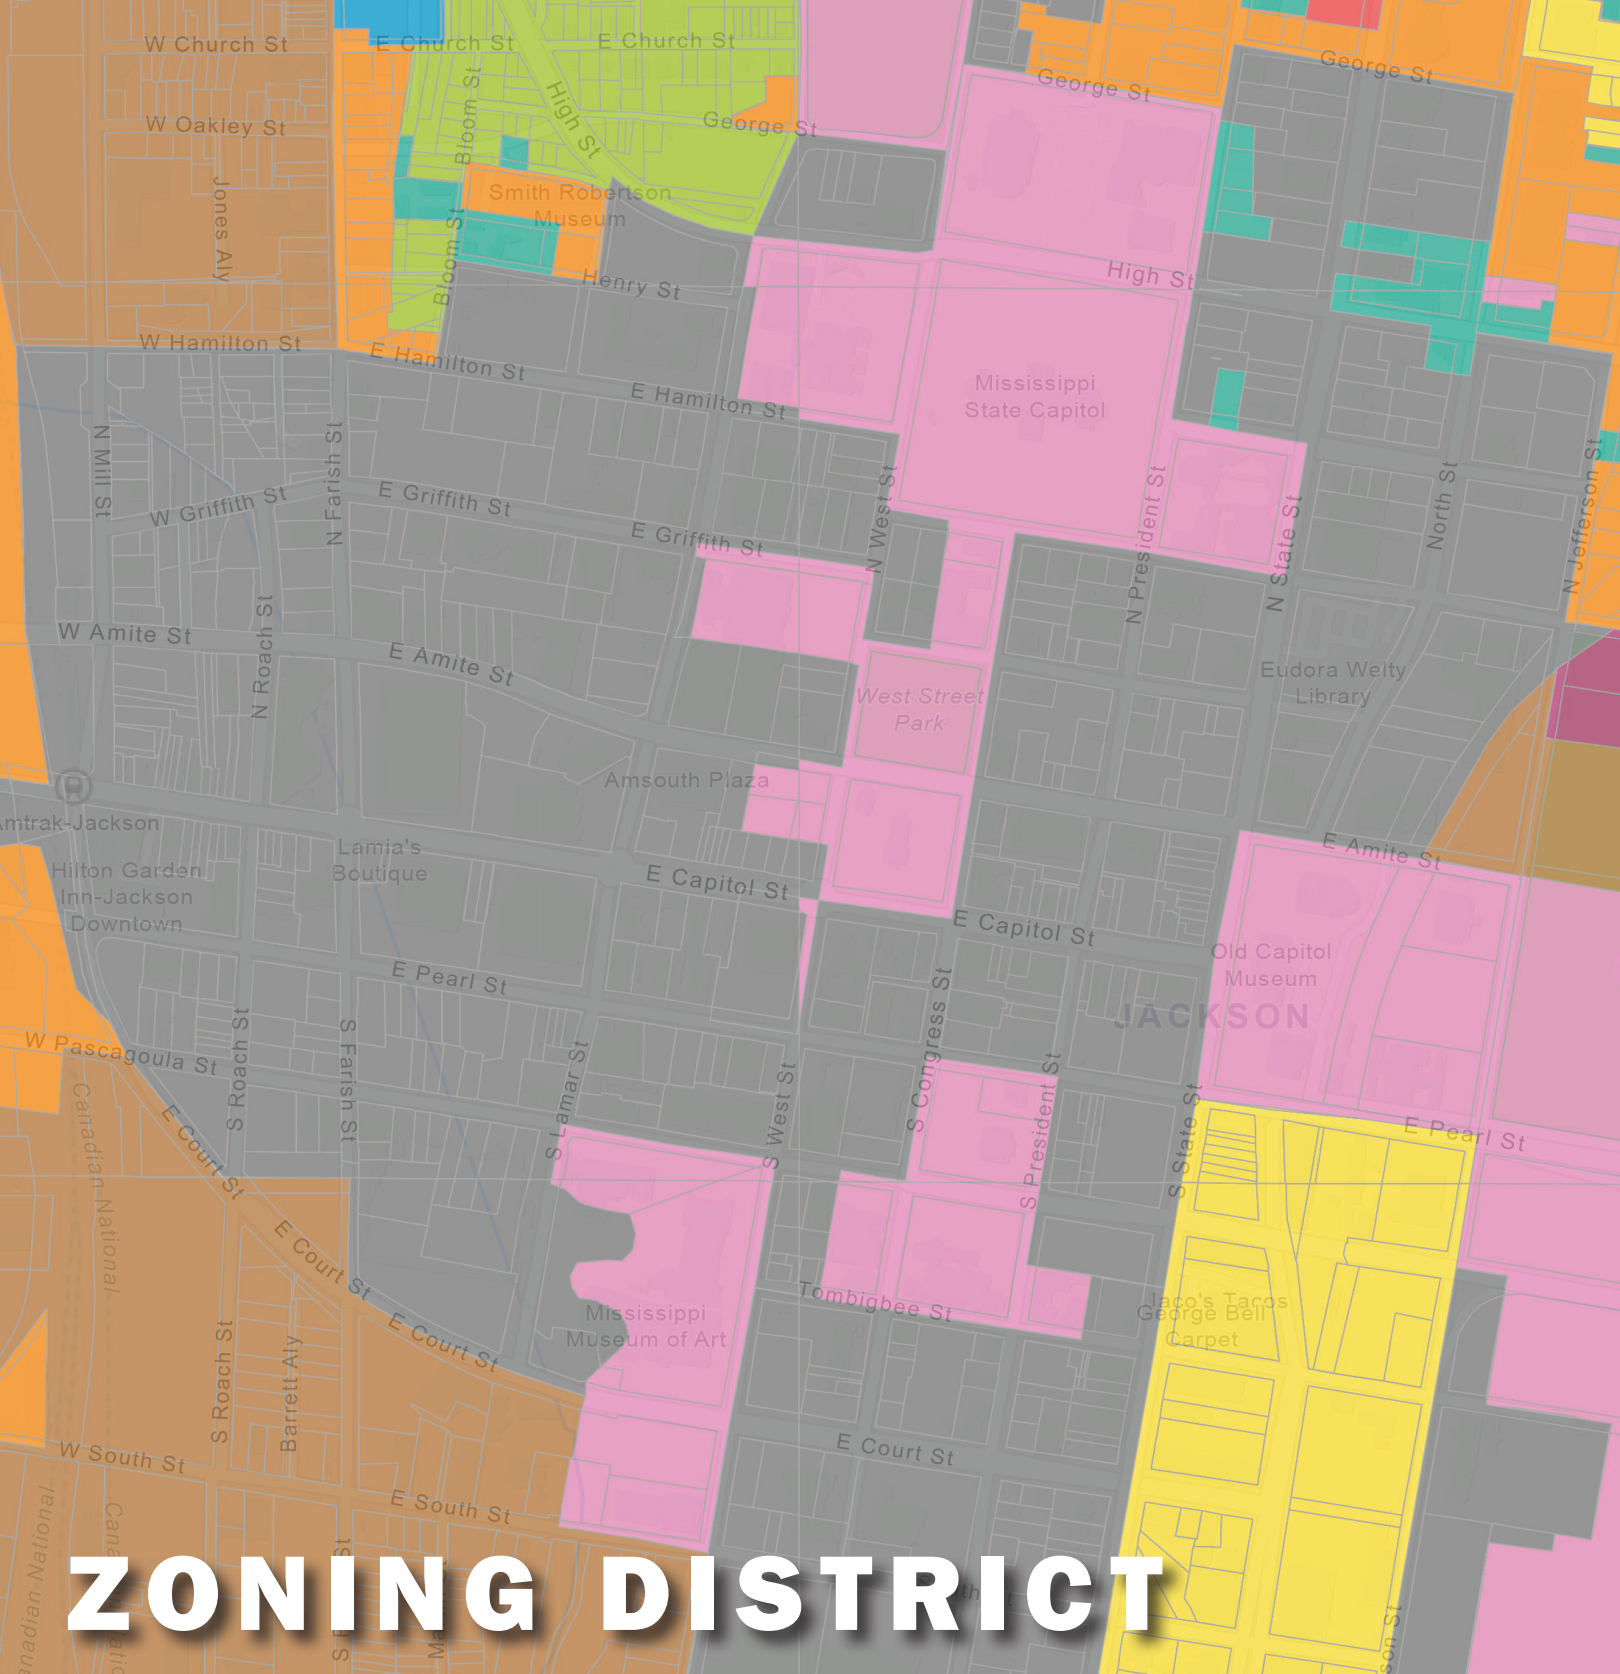 W Church St
E Church St
E Church St
George St
George St
W Oakley St
Bloom St
High St
George St
Jones Aly
Smith Robertson
Museum
Bloom St
Henry St
High St
W Hamilton St
E Hamilton St
E Hamilton St
Mississippi
State Capitol
N Mill St
N Farish St
W Griffith St
E Griffith St
E Griffith St
N West St
N President St
N State St
North St
N Jefferson St
W Amite St
N Roach St
E Amite St
West Street
Park
Eudora Welty
Library
Amsouth Plaza
Amtrak-Jackson
Lamia's
Boutique
Hilton Garden
Inn-Jackson
Downtown
E Capitol St
E Capitol St
E Amite St
Old Capitol
Museum
JACKSON
E Pearl St
W Pascagoula St
S Roach St
S Farish St
S Lamar St
S West St
S Congress St
S President St
S State St
E Pearl St
Canadian National
E Court St
E Court St
E Court St
Mississippi
Museum of Art
Tombigbee St
Jaco's Tacos
George Bell
Carpet
S Roach St
Barrett Aly
W South St
E South St
E Court St
anadian National
ZONING DISTRICT